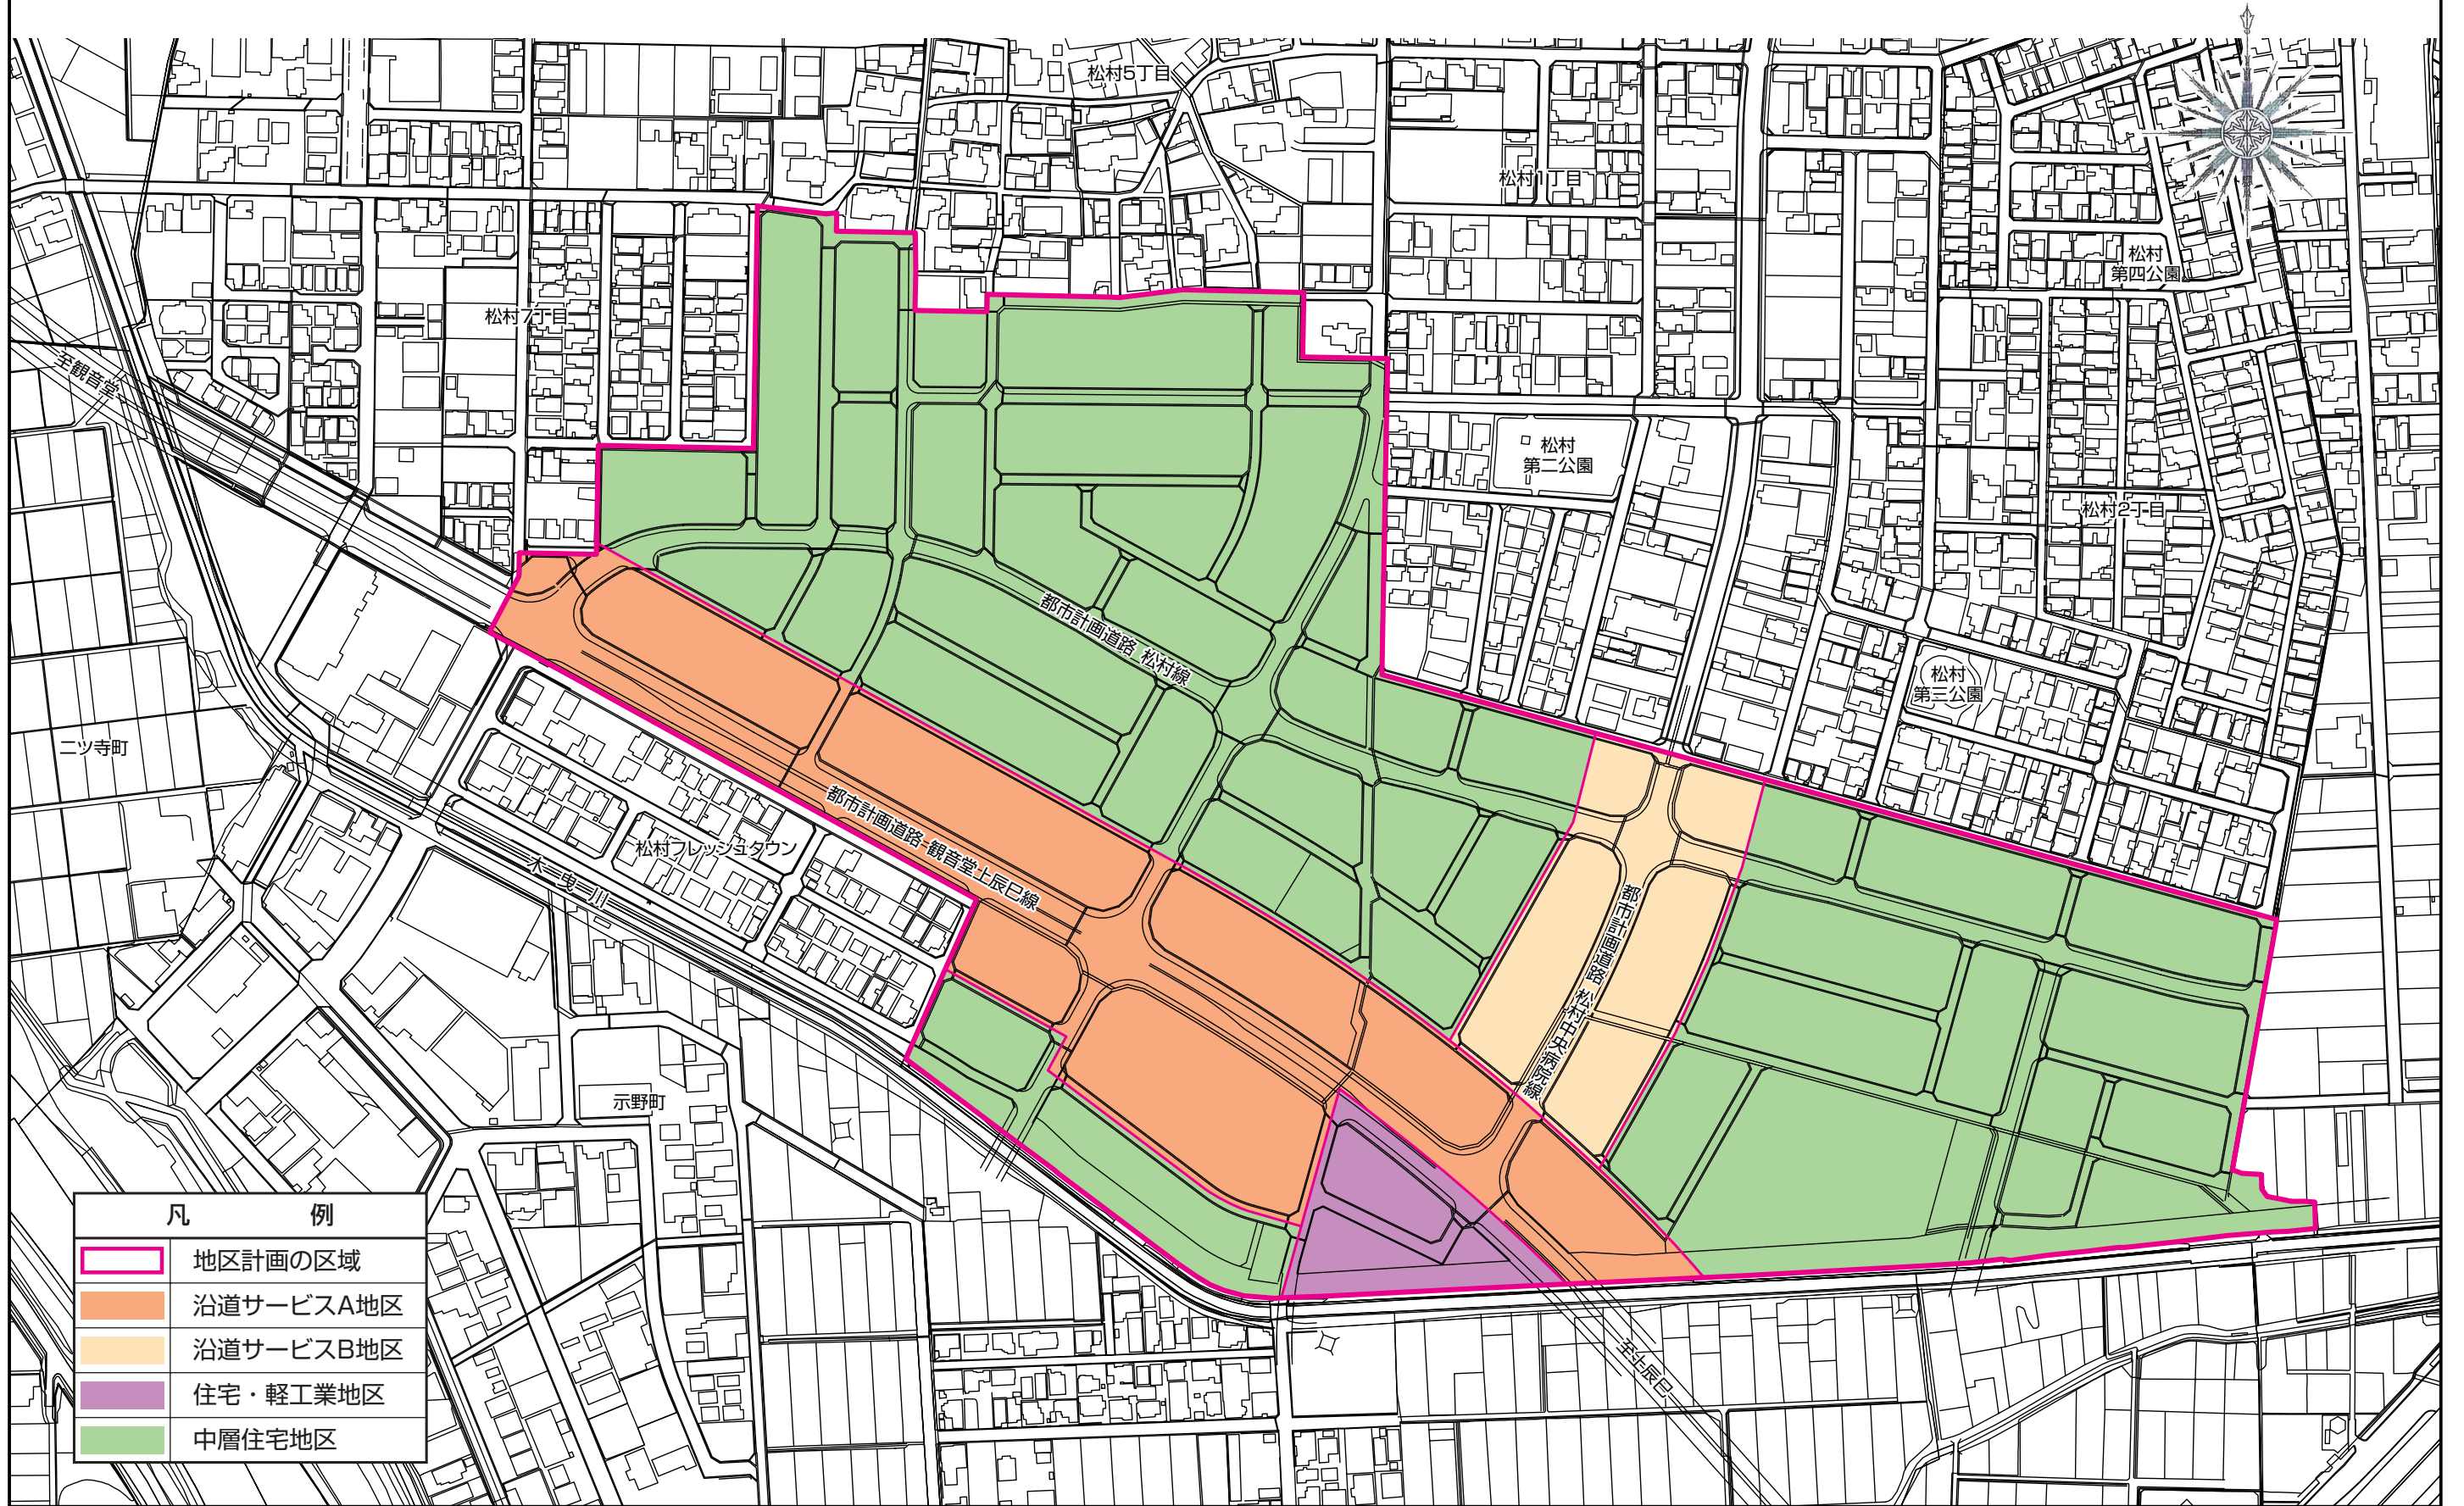 松村5丁目
松村1丁目
松村
第四公園
松村7丁目
至観音堂
松村
第二公園
松村2丁目
都市計画道路 松村線
松村
第三公園
二ツ寺町
都市計画道路 観音堂上辰巳線
松村フレッシュタウン
木曳川
都市計画道路 松村中央病院線
示野町
至上辰巳
凡 例
地区計画の区域
沿道サービスA地区
沿道サービスB地区
住宅・軽工業地区
中層住宅地区